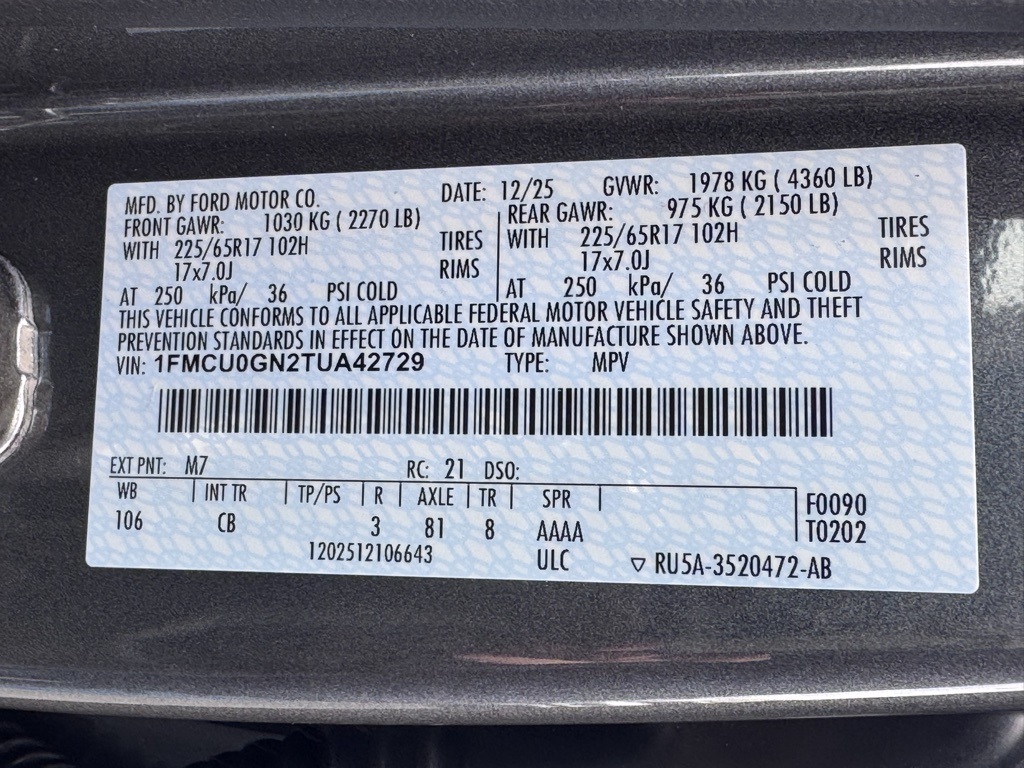 MFD. BY FORD MOTOR CO. DATE: 12/25 GVWR: 1978 KG ( 4360 LB)
FRONT GAWR: 1030 KG ( 2270 LB) REAR GAWR: 975 KG ( 2150 LB)
WITH 225/65R17 102H TIRES WITH 225/65R17 102H TIRES
17x7.0J RIMS 17x7.0J RIMS
AT 250 kPa/ 36 PSI COLD AT 250 kPa/ 36 PSI COLD
THIS VEHICLE CONFORMS TO ALL APPLICABLE FEDERAL MOTOR VEHICLE SAFETY AND THEFT
PREVENTION STANDARDS IN EFFECT ON THE DATE OF MANUFACTURE SHOWN ABOVE.
VIN: 1FMCU0GN2TUA42729 TYPE: MPV
EXT PNT: M7 RC: 21 DSO:
WB INT TR TP/PS R AXLE TR SPR F0090
106 CB 3 81 8 AAAA T0202
1202512106643 ULC ▽ RU5A-3520472-AB